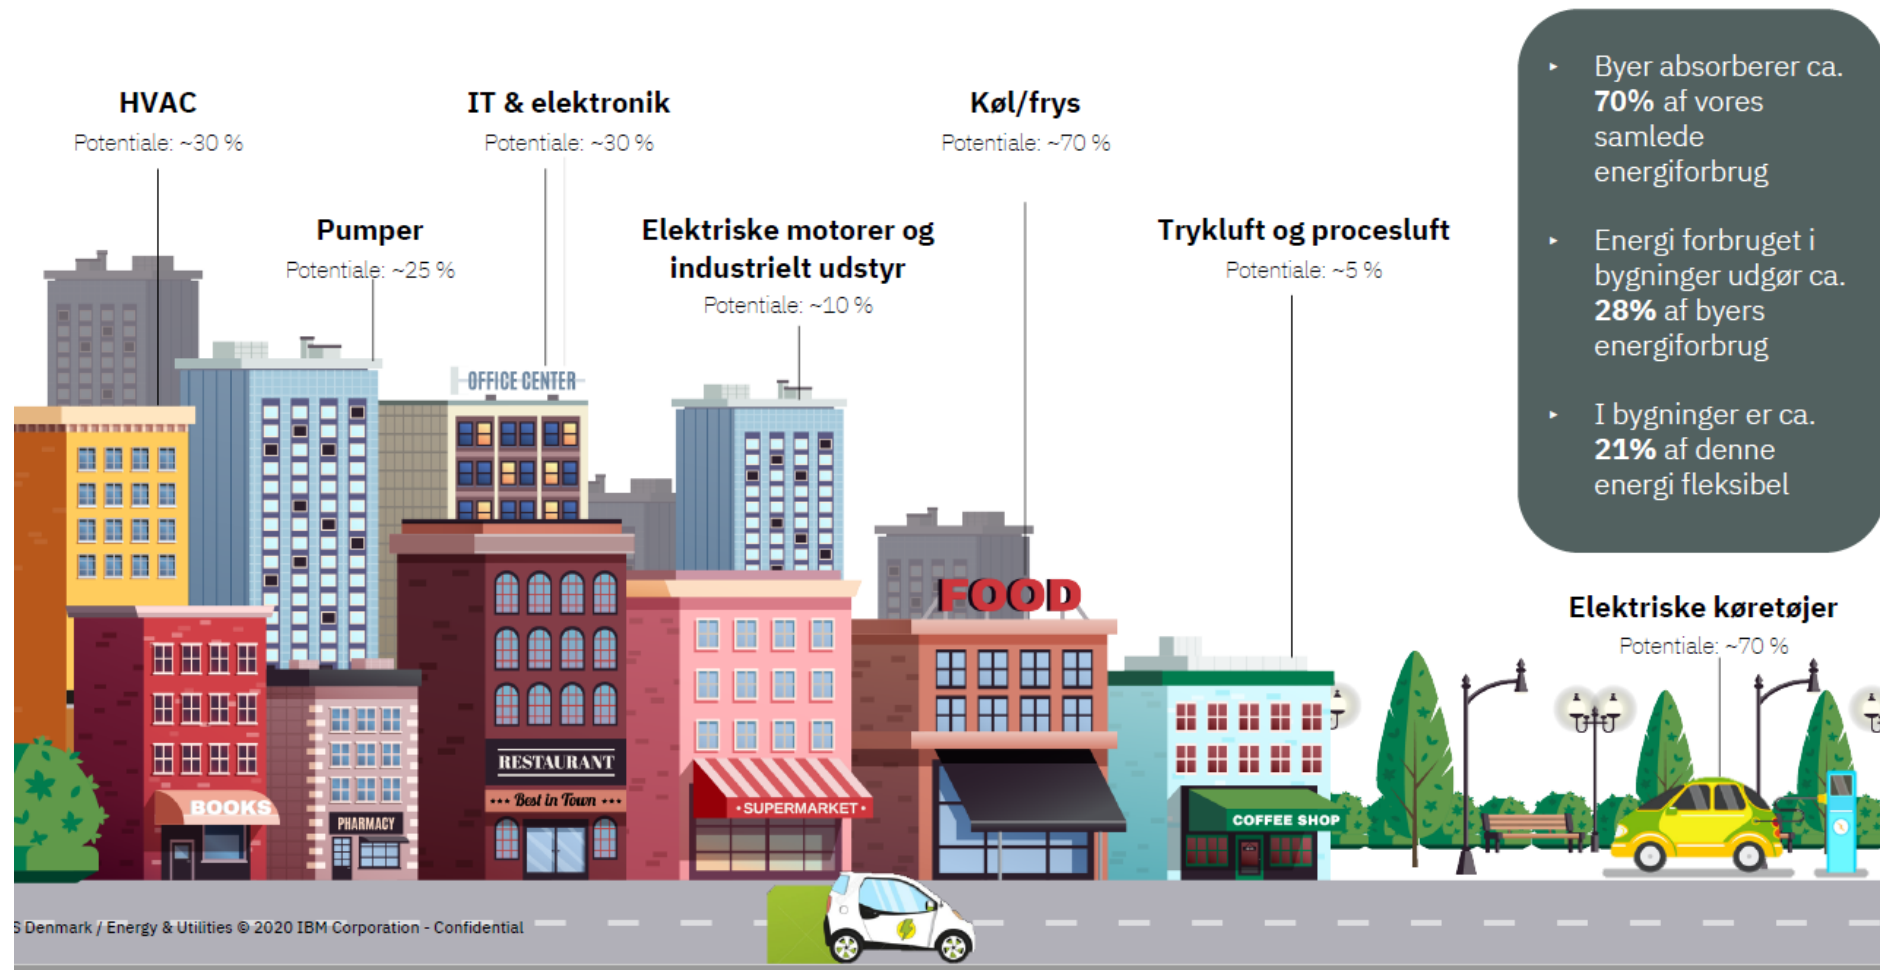 HVAC
Potentiale: ~30 %
IT & elektronik
Potentiale: ~30 %
Køl/frys
Potentiale: ~70 %
Pumper
Potentiale: ~25 %
Elektriske motorer og
industrielt udstyr
Potentiale: ~10 %
Trykluft og procesluft
Potentiale: ~5 %
▸ Byer absorberer ca.
70% af vores
samlede
energiforbrug
▸ Energi forbruget i
bygninger udgør ca.
28% af byers
energiforbrug
▸ I bygninger er ca.
21% af denne
energi fleksibel
Elektriske køretøjer
Potentiale: ~70 %
OFFICE CENTER
FOOD
RESTAURANT
••• Best in Town •••
BOOKS
PHARMACY
• SUPERMARKET •
COFFEE SHOP
S Denmark / Energy & Utilities © 2020 IBM Corporation - Confidential